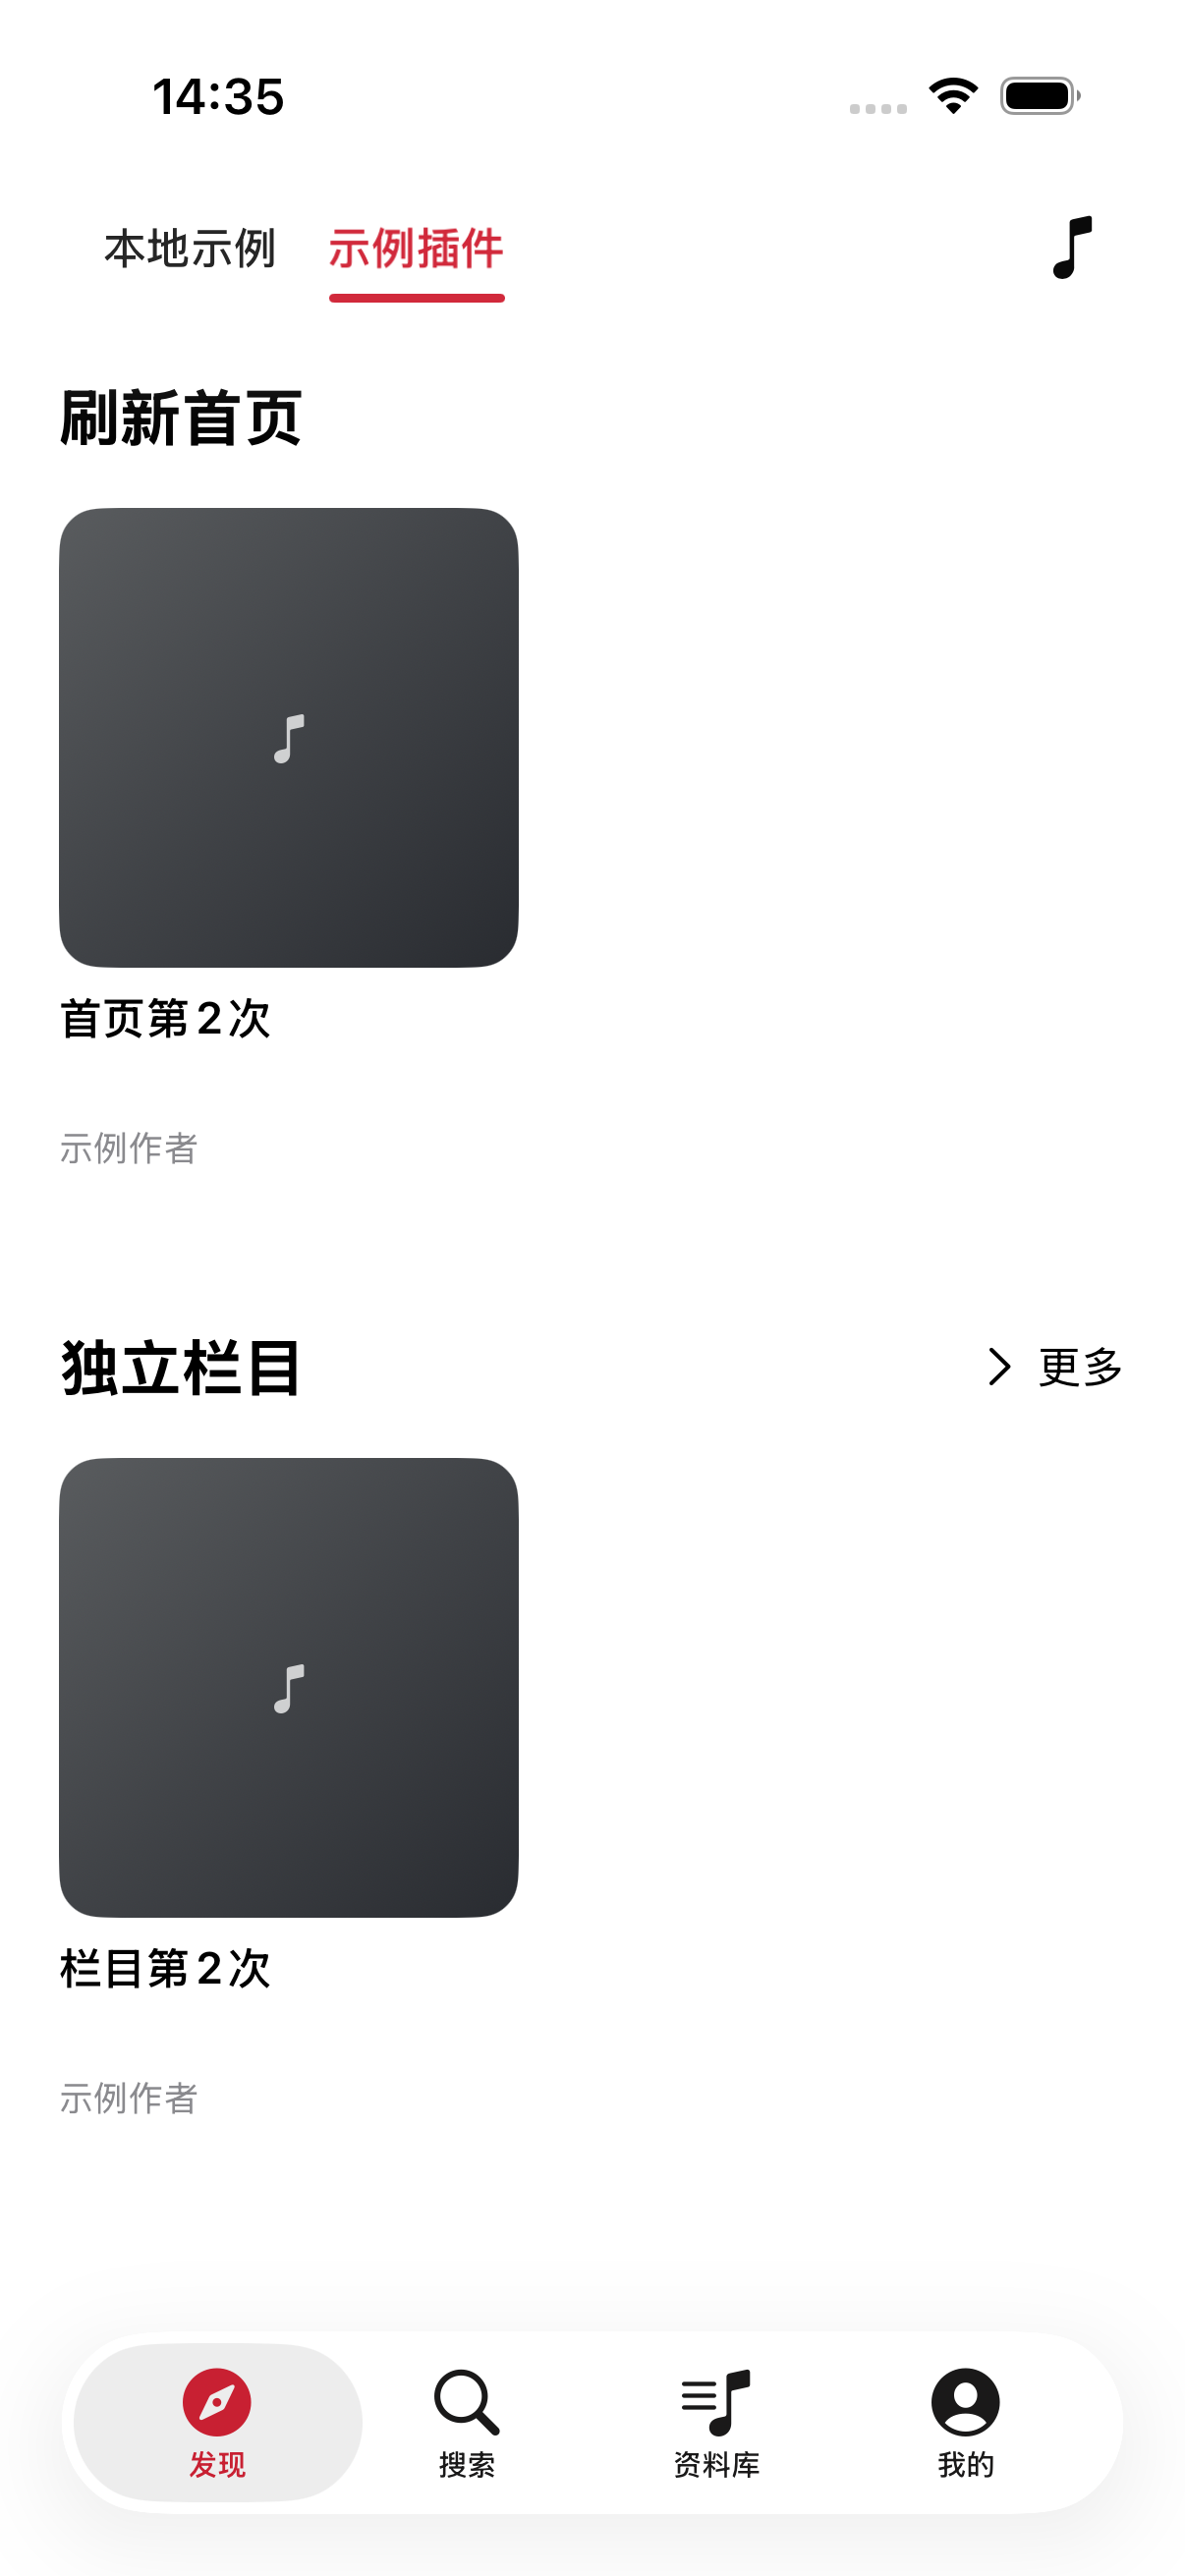 14:35
本地示例 示例插件
刷新首页
首页第 2 次
示例作者
独立栏目
更多
栏目第 2 次
示例作者
发现 搜索 资料库 我的